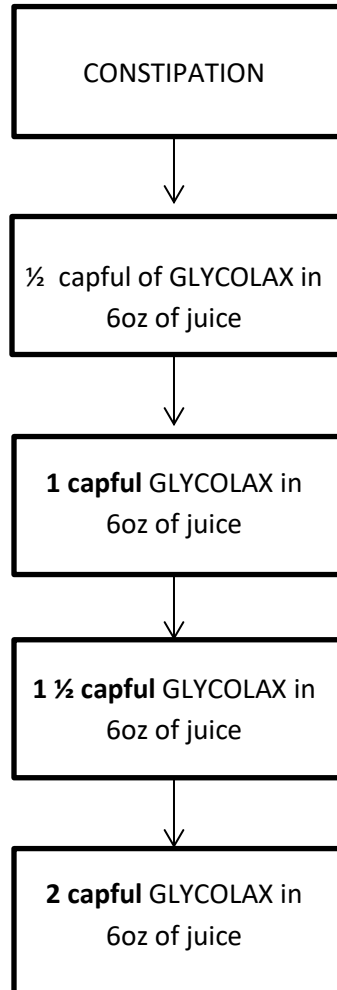 CONSTIPATION
½ capful of GLYCOLAX in
6oz of juice
1 capful GLYCOLAX in
6oz of juice
1 ½ capful GLYCOLAX in
6oz of juice
2 capful GLYCOLAX in
6oz of juice